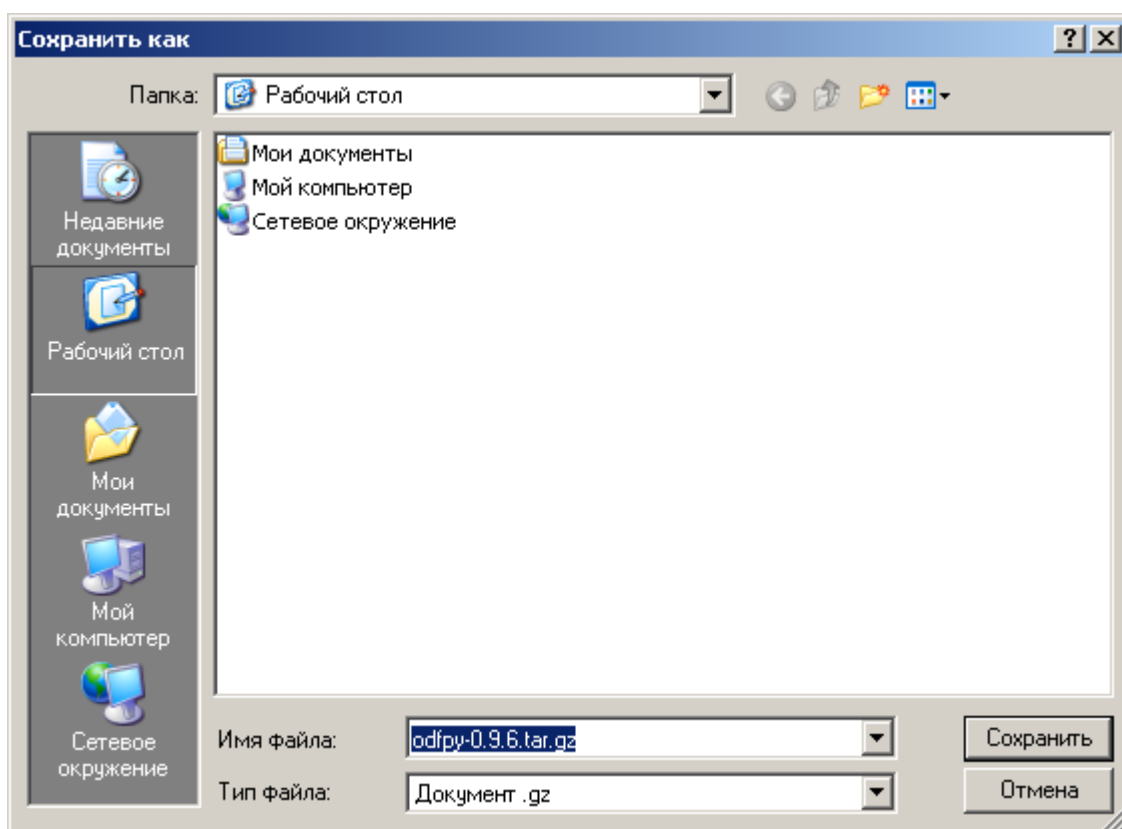 Сохранить как
Папка:
Рабочий стол
Мои документы
Мой компьютер
Сетевое окружение
Недавние
документы
Рабочий стол
Мои
документы
Мой
компьютер
Сетевое
окружение
Имя файла:
odfpy-0.9.6.tar.gz
Сохранить
Тип файла:
Документ .gz
Отмена